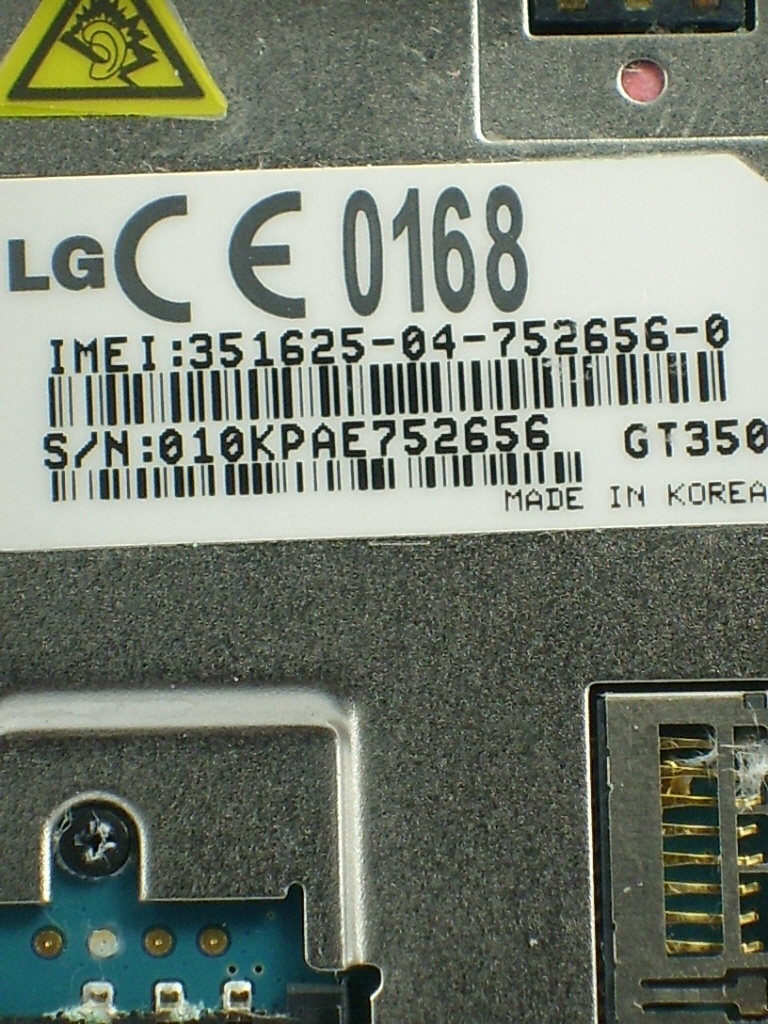 LG CE 0168
IMEI:351625-04-752656-0
S/N:010KPAE752656 GT350
MADE IN KOREA